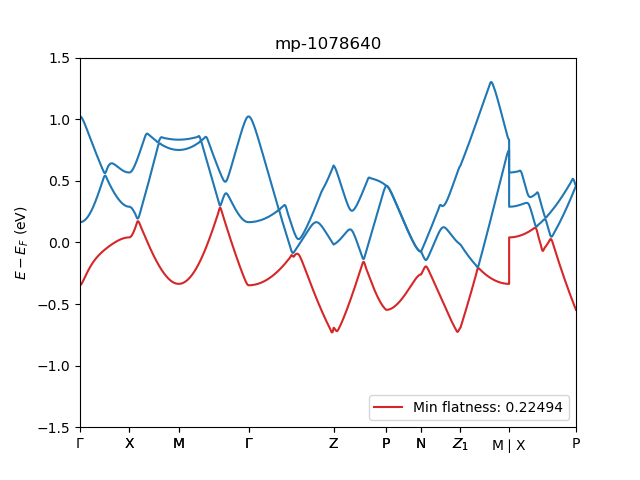 mp-1078640
E − E_F (eV)
1.5
1.0
0.5
0.0
−0.5
−1.0
−1.5
Min flatness: 0.22494
Γ X M Γ Z P N Z₁ M | X P